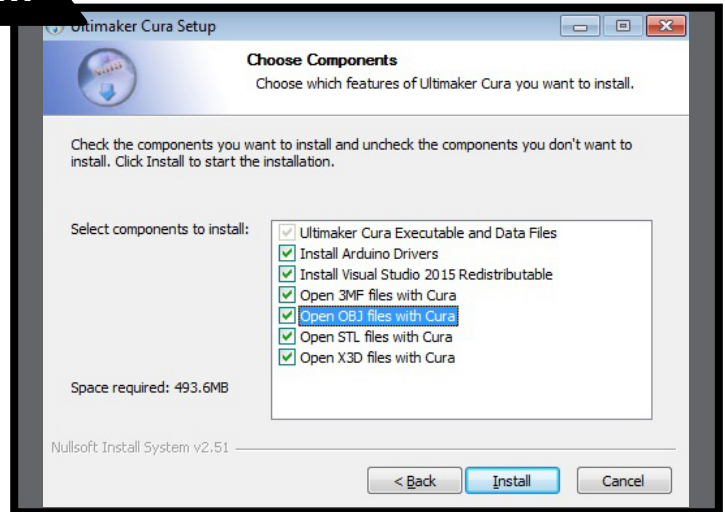 Ultimaker Cura Setup
Choose Components
Choose which features of Ultimaker Cura you want to install.
Check the components you want to install and uncheck the components you don't want to
install. Click Install to start the installation.
Select components to install:
Ultimaker Cura Executable and Data Files
Install Arduino Drivers
Install Visual Studio 2015 Redistributable
Open 3MF files with Cura
Open OBJ files with Cura
Open STL files with Cura
Open X3D files with Cura
Space required: 493.6MB
Nullsoft Install System v2.51
< Back Install Cancel